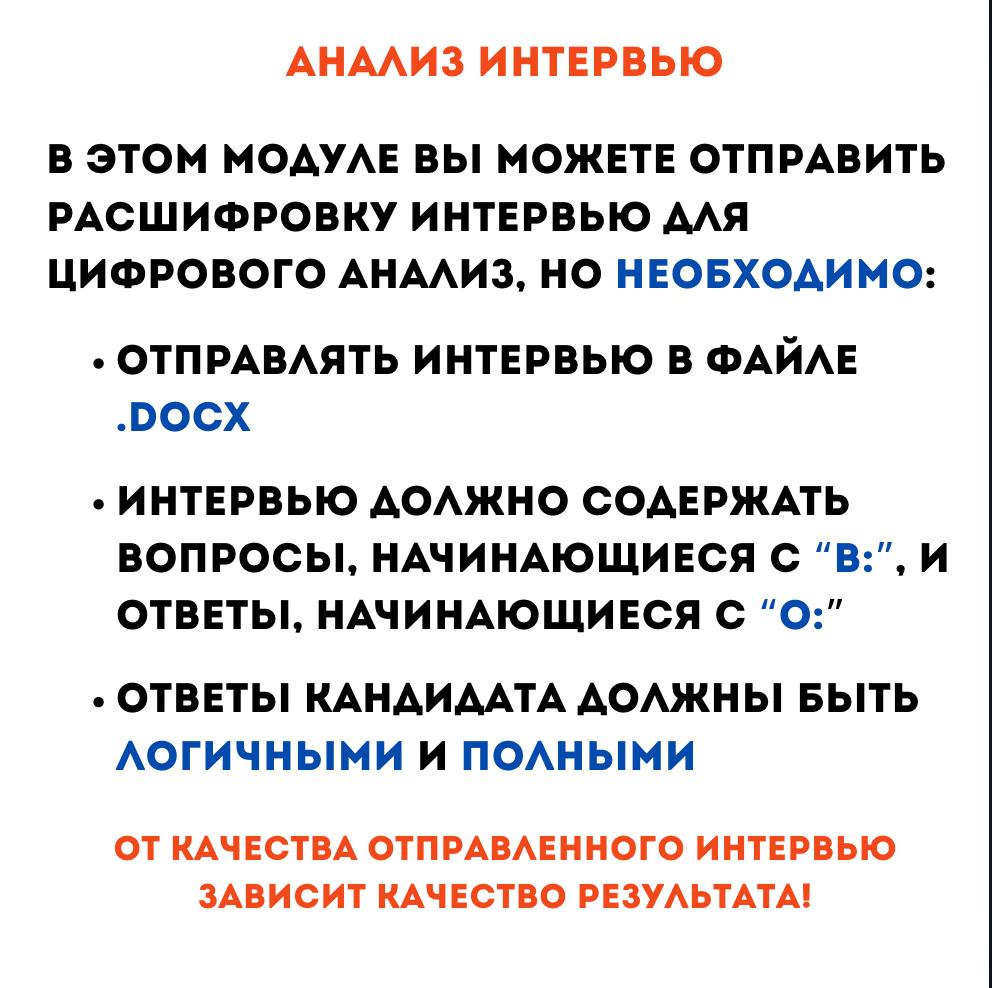 АНАЛИЗ ИНТЕРВЬЮ
В ЭТОМ МОДУЛЕ ВЫ МОЖЕТЕ ОТПРАВИТЬ
РАСШИФРОВКУ ИНТЕРВЬЮ ДЛЯ
ЦИФРОВОГО АНАЛИЗ, НО НЕОБХОДИМО:
• ОТПРАВЛЯТЬ ИНТЕРВЬЮ В ФАЙЛЕ
.DOCX
• ИНТЕРВЬЮ ДОЛЖНО СОДЕРЖАТЬ
ВОПРОСЫ, НАЧИНАЮЩИЕСЯ С “В:”, И
ОТВЕТЫ, НАЧИНАЮЩИЕСЯ С “О:”
• ОТВЕТЫ КАНДИДАТА ДОЛЖНЫ БЫТЬ
ЛОГИЧНЫМИ И ПОЛНЫМИ
ОТ КАЧЕСТВА ОТПРАВЛЕННОГО ИНТЕРВЬЮ
ЗАВИСИТ КАЧЕСТВО РЕЗУЛЬТАТА!